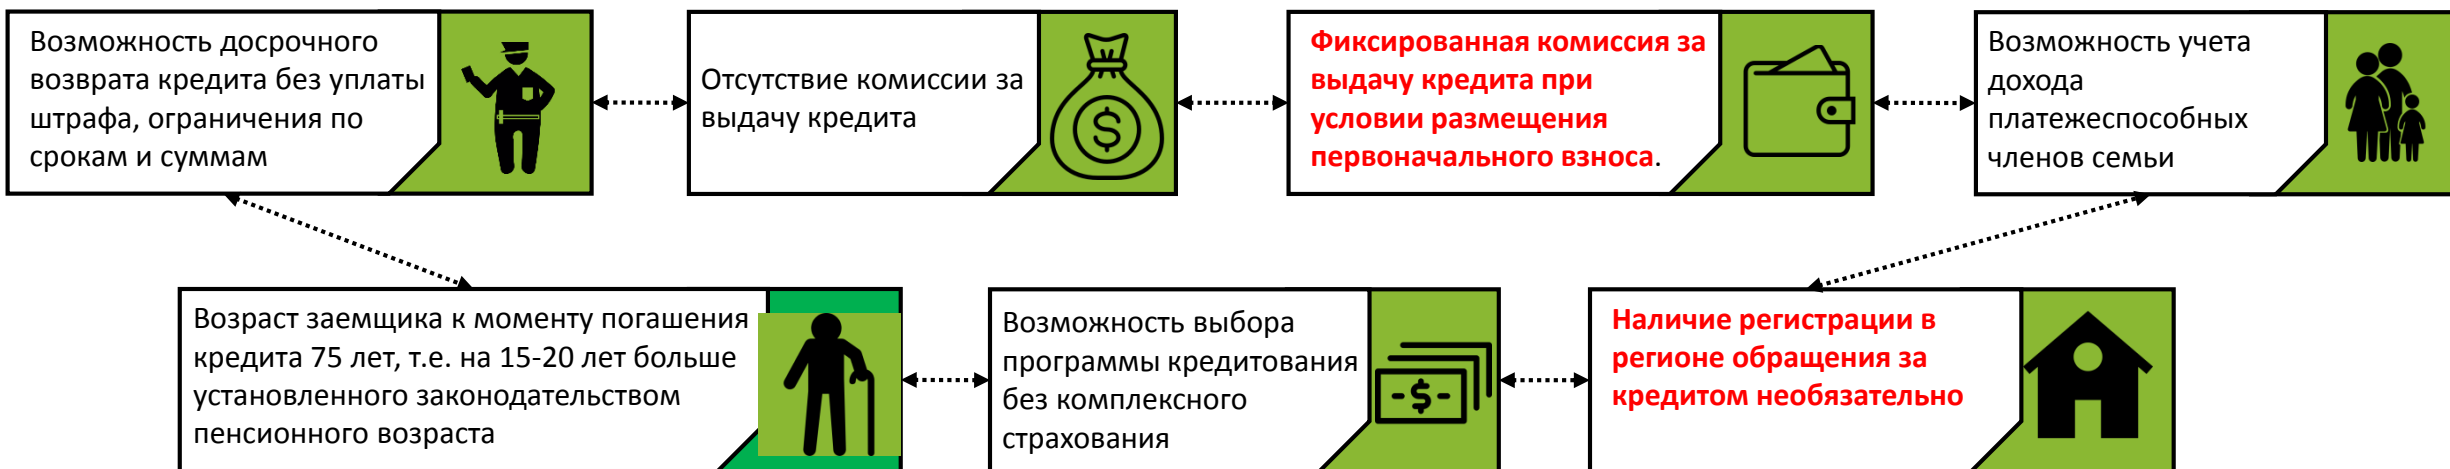 Возможность досрочного
возврата кредита без уплаты
штрафа, ограничения по
срокам и суммам
Отсутствие комиссии за
выдачу кредита
$
Фиксированная комиссия за
выдачу кредита при
условии размещения
первоначального взноса.
Возможность учета
дохода
платежеспособных
членов семьи
Возраст заемщика к моменту погашения
кредита 75 лет, т.е. на 15-20 лет больше
установленного законодательством
пенсионного возраста
Возможность выбора
программы кредитования
без комплексного
страхования
-$-
Наличие регистрации в
регионе обращения за
кредитом необязательно